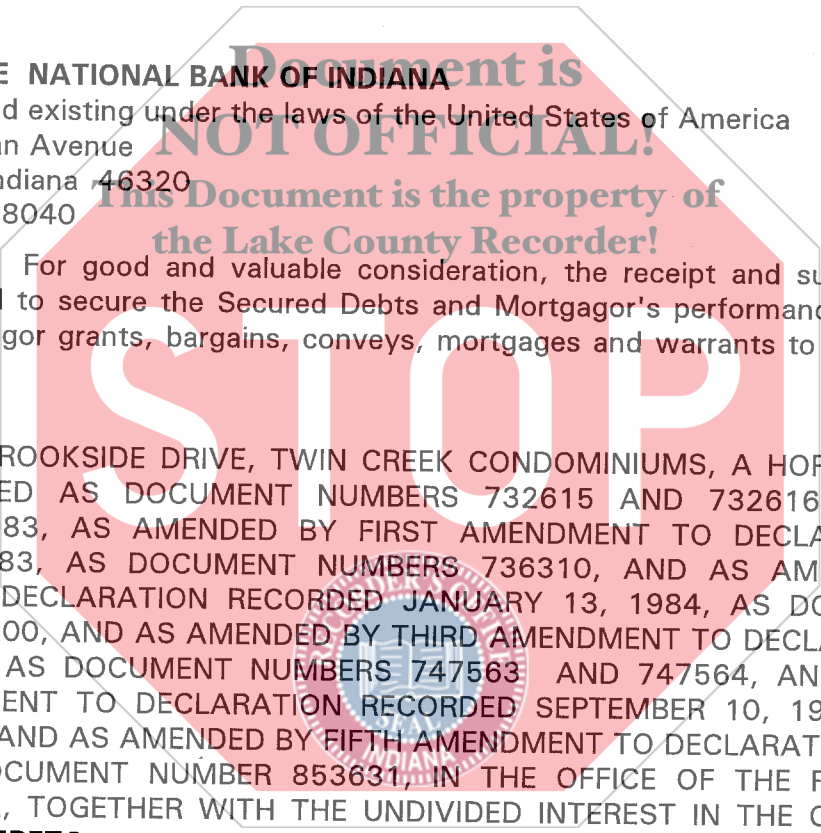 Document is
E NATIONAL BANK OF INDIANA
d existing under the laws of the United States of America
NOT OFFICIAL!
n Avenue
ndiana 46320
This Document is the property of
8040
the Lake County Recorder!
For good and valuable consideration, the receipt and su
to secure the Secured Debts and Mortgagor's performanc
gor grants, bargains, conveys, mortgages and warrants to
STOP
ROOKSIDE DRIVE, TWIN CREEK CONDOMINIUMS, A HOR
ED AS DOCUMENT NUMBERS 732615 AND 732616
83, AS AMENDED BY FIRST AMENDMENT TO DECLA
83, AS DOCUMENT NUMBERS 736310, AND AS AM
DECLARATION RECORDED JANUARY 13, 1984, AS DO
00, AND AS AMENDED BY THIRD AMENDMENT TO DECLA
AS DOCUMENT NUMBERS 747563 AND 747564, AN
ENT TO DECLARATION RECORDED SEPTEMBER 10, 19
AND AS AMENDED BY FIFTH AMENDMENT TO DECLARAT
OCUMENT NUMBER 853631, IN THE OFFICE OF THE R
, TOGETHER WITH THE UNDIVIDED INTEREST IN THE C
RECORDER'S OFFICE
SEAL
INDIANA